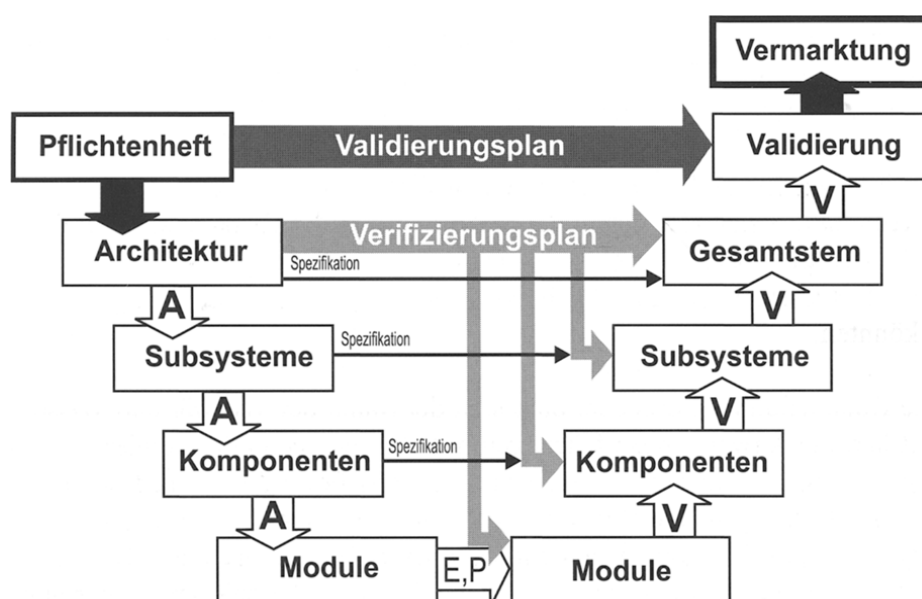 Vermarktung
Pflichtenheft
Validierungsplan
Validierung
V
Architektur
Verifizierungsplan
Spezifikation
Gesamtstem
A
V
Subsysteme
Spezifikation
Subsysteme
A
V
Komponenten
Spezifikation
Komponenten
A
V
Module
E,P
Module